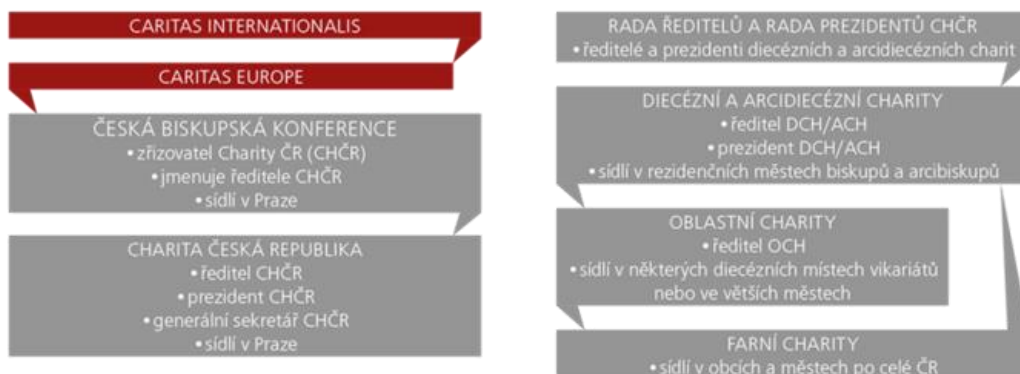 CARITAS INTERNATIONALIS
CARITAS EUROPE
ČESKÁ BISKUPSKÁ KONFERENCE
• zřizovatel Charity ČR (CHČR)
• jmenuje ředitele CHČR
• sídlí v Praze
CHARITA ČESKÁ REPUBLIKA
• ředitel CHČR
• prezident CHČR
• generální sekretář CHČR
• sídlí v Praze
RADA ŘEDITELŮ A RADA PREZIDENTŮ CHČR
• ředitelé a prezidenti diecézních a arcidiecézních charit
DIECÉZNÍ A ARCIDIECÉZNÍ CHARITY
• ředitel DCH/ACH
• prezident DCH/ACH
• sídlí v rezidenčních městech biskupů a arcibiskupů
OBLASTNÍ CHARITY
• ředitel OCH
• sídlí v některých diecézních místech vikariátů
nebo ve větších městech
FARNÍ CHARITY
• sídlí v obcích a městech po celé ČR